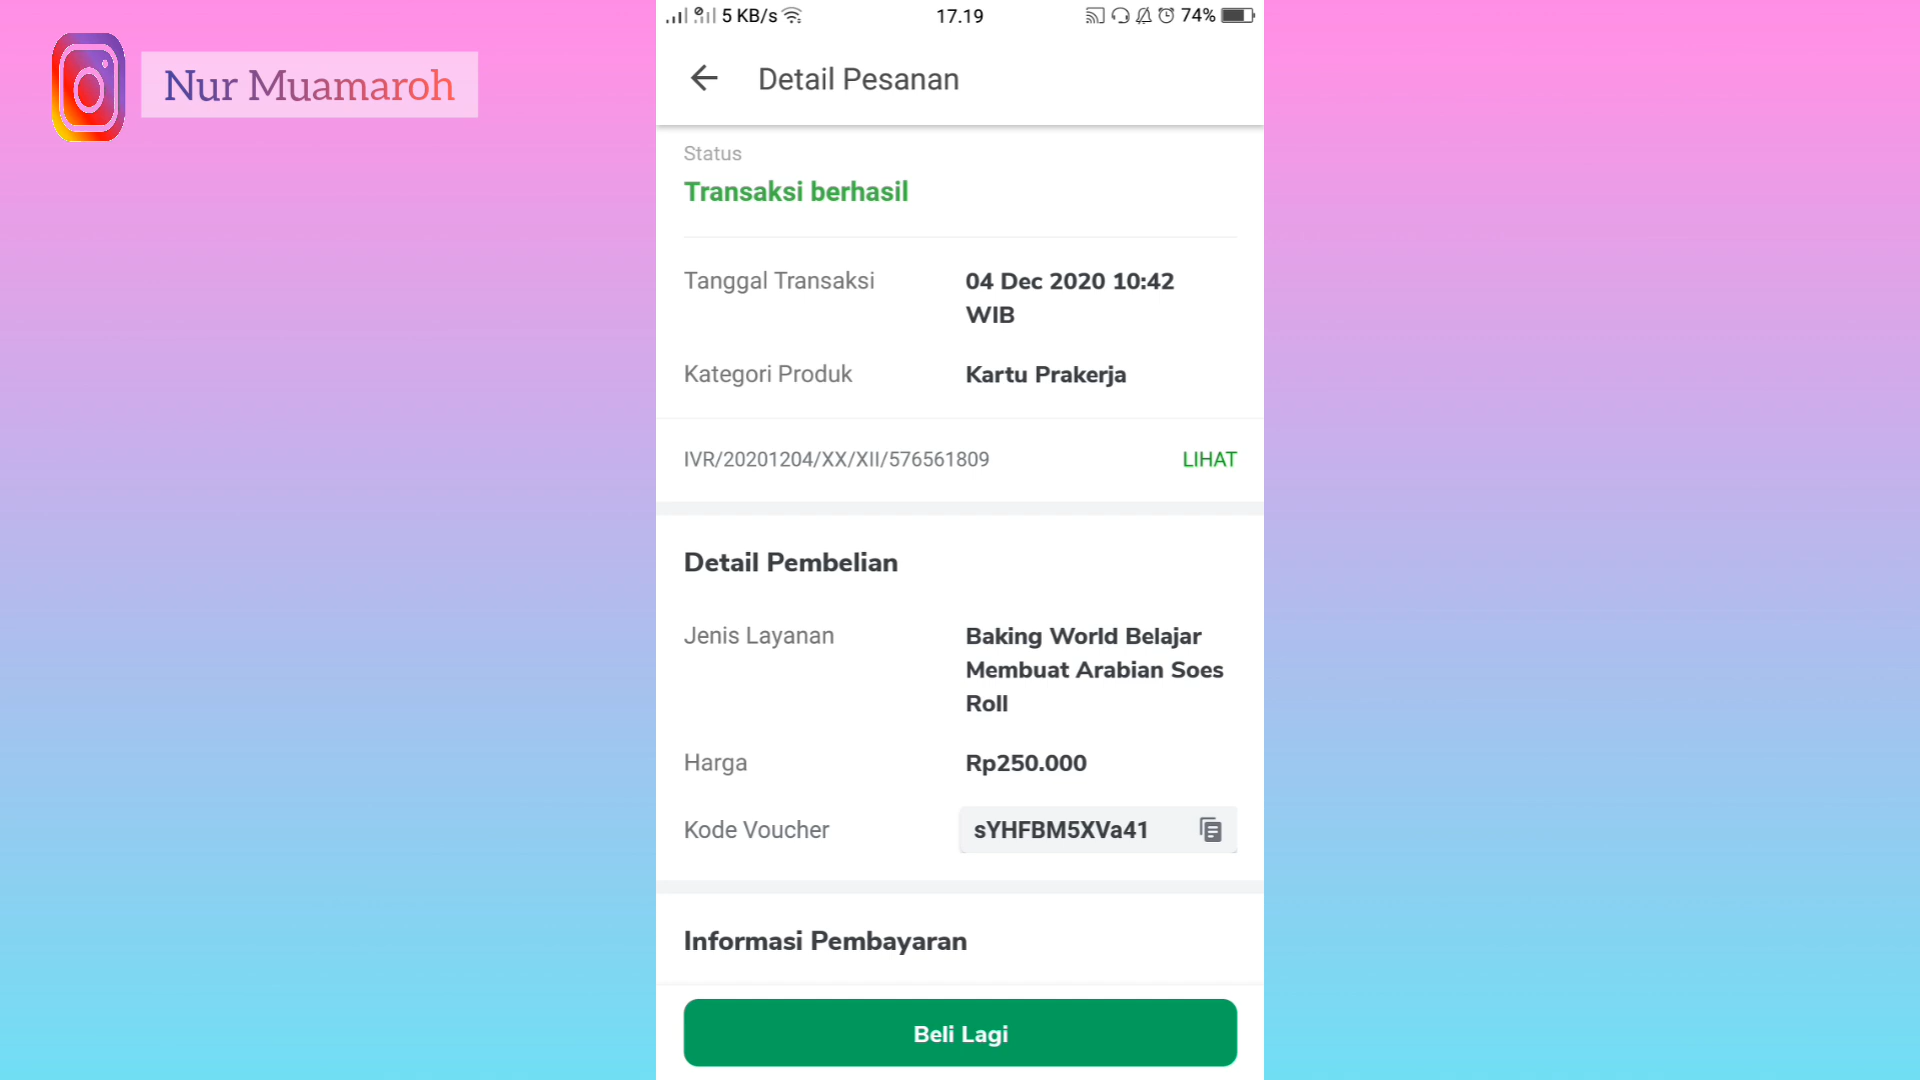 Nur Muamaroh
5 KB/s
17.19
74%
Detail Pesanan
Status
Transaksi berhasil
Tanggal Transaksi
04 Dec 2020 10:42
WIB
Kategori Produk
Kartu Prakerja
IVR/20201204/XX/XII/576561809
LIHAT
Detail Pembelian
Jenis Layanan
Baking World Belajar
Membuat Arabian Soes
Roll
Harga
Rp250.000
Kode Voucher
sYHFBM5XVa41
Informasi Pembayaran
Beli Lagi